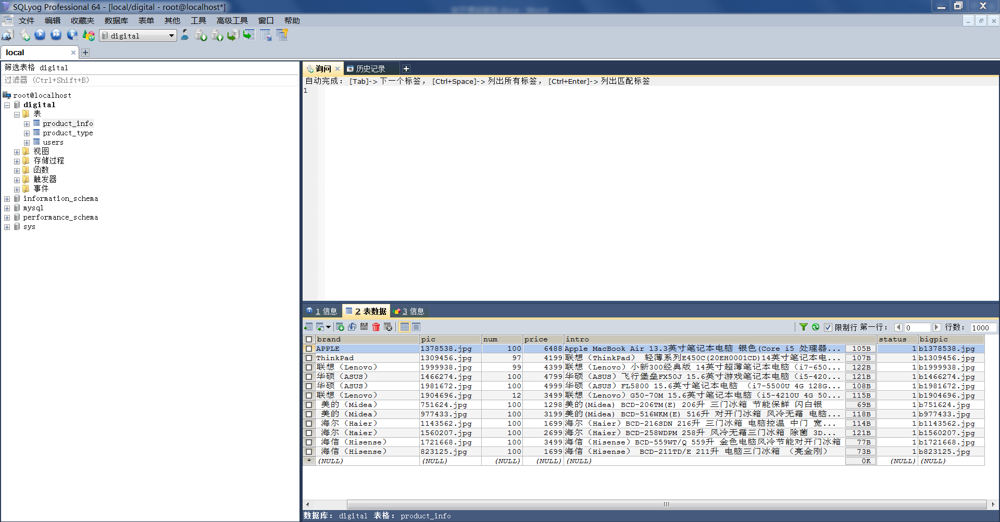 SQLyog Professional 64 - [local/digital - root@localhost*]
文件 编辑 收藏夹 数据库 表单 其他 工具 高级工具 窗口 帮助
digital
local
筛选表格 digital
过滤器 (Ctrl+Shift+B)
root@localhost
digital
表
product_info
product_type
users
视图
存储过程
函数
触发器
事件
information_schema
mysql
performance_schema
sys
询问 历史记录
自动完成： [Tab]-> 下一个标签， [Ctrl+Space]-> 列出所有标签， [Ctrl+Enter]-> 列出匹配标签
1
1 信息 2 表数据 3 信息
限制行 第一行： 0 行数： 1000
brand pic num price intro status bigpic
APPLE 1378538.jpg 100 6488 Apple MacBook Air 13.3英寸笔记本电脑 银色(Core i5 处理器... 105B 1 b1378538.jpg
ThinkPad 1309456.jpg 97 4199 联想（ThinkPad） 轻薄系列E450C(20EH0001CD)14英寸笔记本电... 107B 1 b1309456.jpg
联想（Lenovo） 1999938.jpg 99 4399 联想（Lenovo）小新300经典版 14英寸超薄笔记本电脑（i7-650... 122B 1 b1999938.jpg
华硕（ASUS） 1466274.jpg 100 4799 华硕（ASUS）飞行堡垒FX50J 15.6英寸游戏笔记本电脑（i5-420... 121B 1 b1466274.jpg
华硕（ASUS） 1981672.jpg 100 4999 华硕（ASUS）FL5800 15.6英寸笔记本电脑 （i7-5500U 4G 128G... 108B 1 b1981672.jpg
联想（Lenovo） 1904696.jpg 12 3499 联想（Lenovo）G50-70M 15.6英寸笔记本电脑（i5-4210U 4G 50... 115B 1 b1904696.jpg
美的（Midea） 751624.jpg 100 1298 美的(Midea) BCD-206TM(E) 206升 三门冰箱 节能保鲜 闪白银 69B 1 b751624.jpg
美的（Midea） 977433.jpg 100 3199 美的(Midea) BCD-516WKM(E) 516升 对开门冰箱 风冷无霜 电脑... 118B 1 b977433.jpg
海尔（Haier） 1143562.jpg 100 1699 海尔（Haier）BCD-216SDN 216升 三门冰箱 电脑控温 中门 宽... 114B 1 b1143562.jpg
海尔（Haier） 1560207.jpg 100 2699 海尔（Haier）BCD-258WDPM 258升 风冷无霜三门冰箱 除菌 3D... 121B 1 b1560207.jpg
海信（Hisense） 1721668.jpg 100 3499 海信（Hisense）BCD-559WT/Q 559升 金色电脑风冷节能对开门冰箱 77B 1 b1721668.jpg
海信（Hisense） 823125.jpg 100 1699 海信（Hisense） BCD-211TD/E 211升 电脑三门冰箱 （亮金刚） 73B 1 b823125.jpg
* (NULL) (NULL) (NULL) (NULL) (NULL) 0K (NULL) (NULL)
数据库： digital 表格： product_info